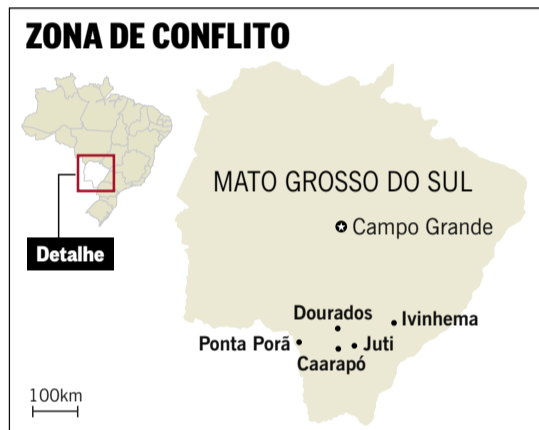 ZONA DE CONFLITO
MATO GROSSO DO SUL
Campo Grande
Detalhe
Dourados
Ivinhema
Ponta Porã
Juti
Caarapó
100km